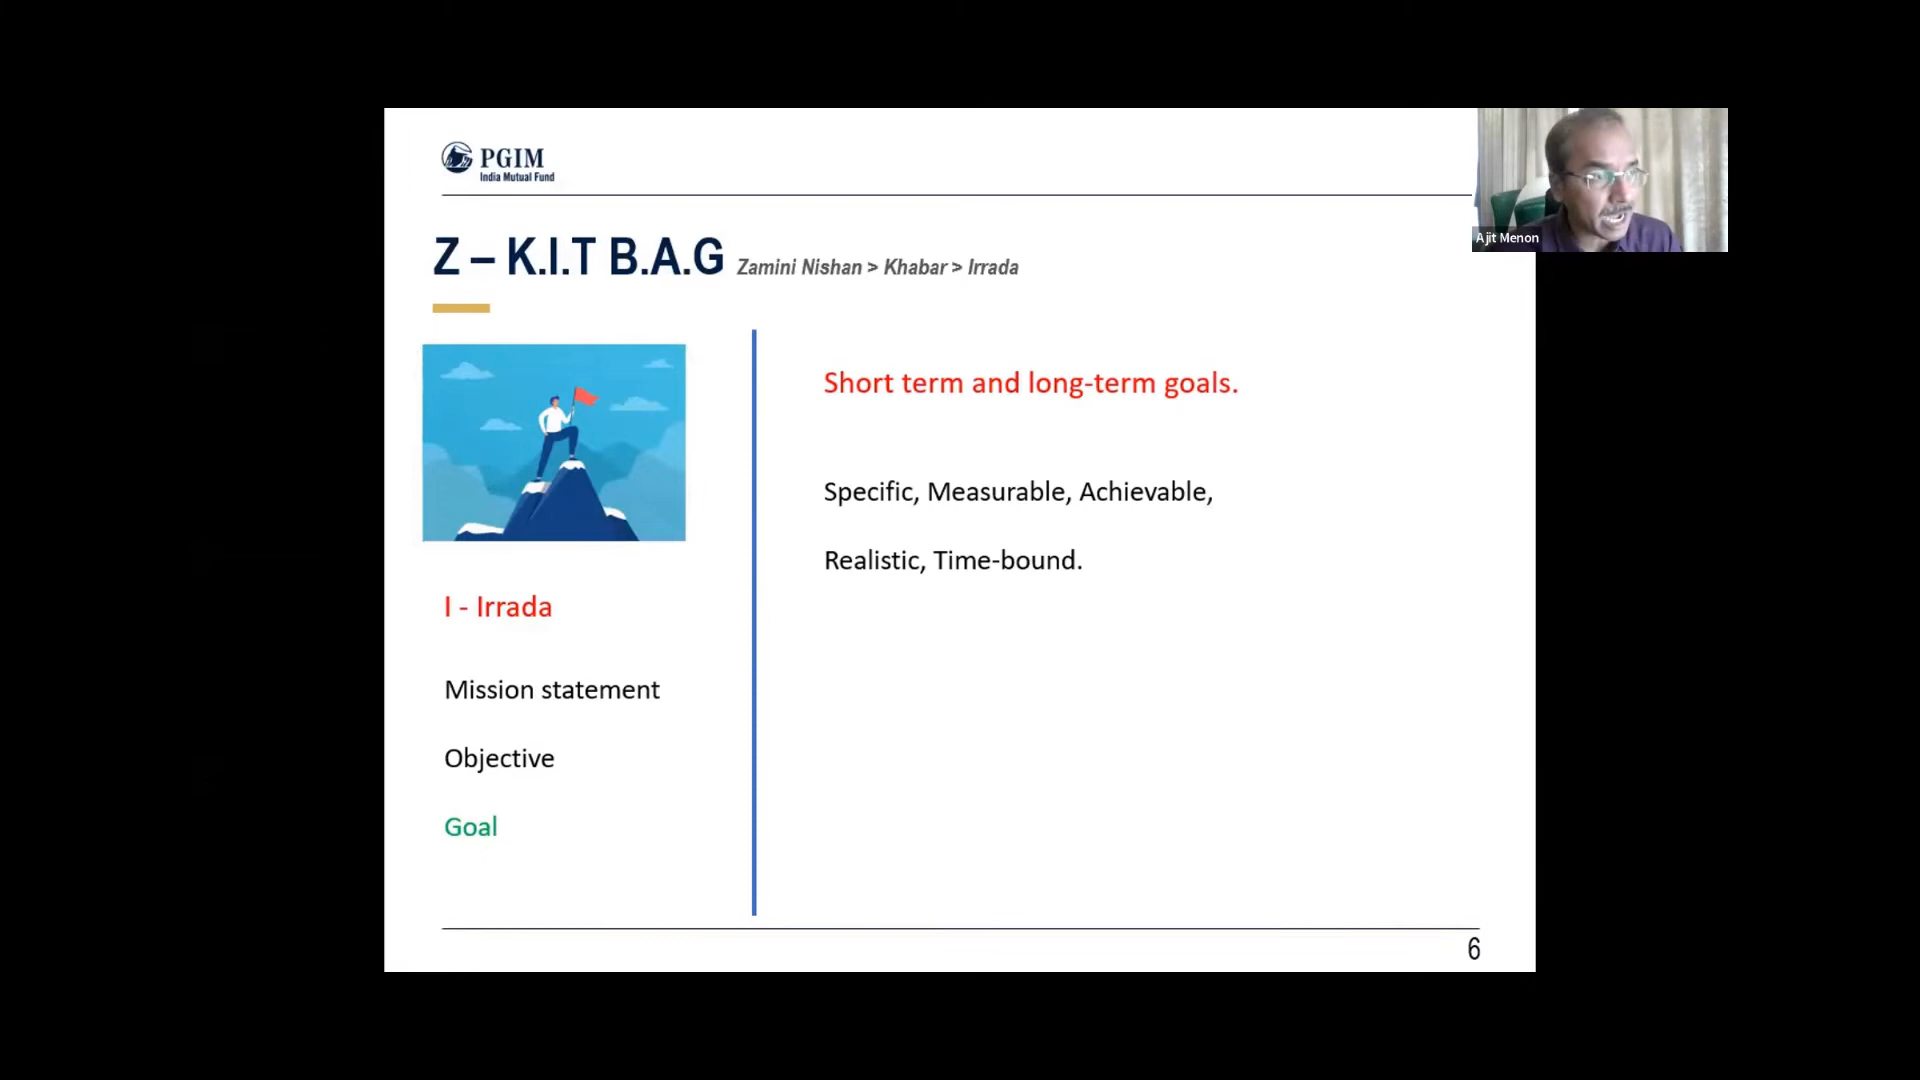 PGIM
India Mutual Fund
Ajit Menon
Z – K.I.T B.A.G Zamini Nishan > Khabar > Irrada
Short term and long-term goals.
Specific, Measurable, Achievable,
Realistic, Time-bound.
I - Irrada
Mission statement
Objective
Goal
6